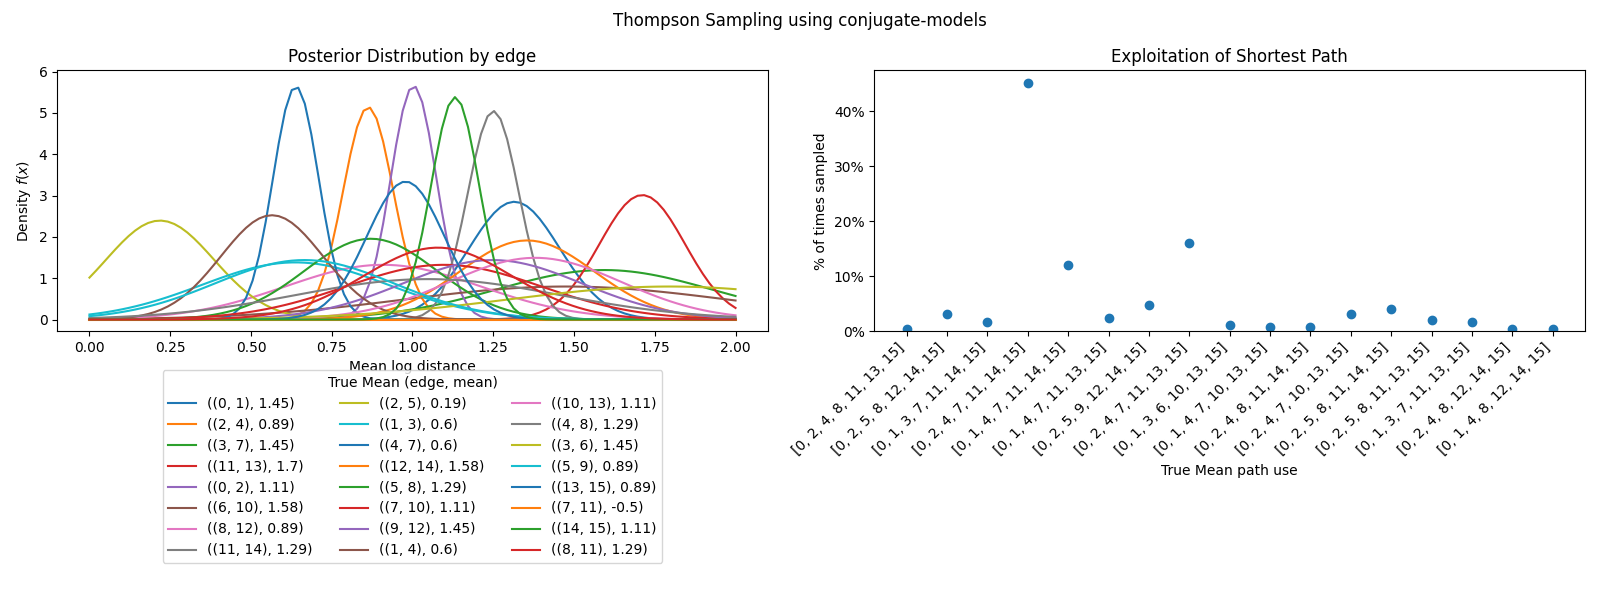 Thompson Sampling using conjugate-models
Posterior Distribution by edge
Density f(x)
6
5
4
3
2
1
0
0.00 0.25 0.50 0.75 1.00 1.25 1.50 1.75 2.00
Mean log distance
True Mean (edge, mean)
((0, 1), 1.45) ((2, 5), 0.19) ((10, 13), 1.11)
((2, 4), 0.89) ((1, 3), 0.6) ((4, 8), 1.29)
((3, 7), 1.45) ((4, 7), 0.6) ((3, 6), 1.45)
((11, 13), 1.7) ((12, 14), 1.58) ((5, 9), 0.89)
((0, 2), 1.11) ((5, 8), 1.29) ((13, 15), 0.89)
((6, 10), 1.58) ((7, 10), 1.11) ((7, 11), -0.5)
((8, 12), 0.89) ((9, 12), 1.45) ((14, 15), 1.11)
((11, 14), 1.29) ((1, 4), 0.6) ((8, 11), 1.29)
Exploitation of Shortest Path
% of times sampled
40%
30%
20%
10%
0%
[0, 2, 4, 8, 11, 13, 15]
[0, 2, 5, 8, 12, 14, 15]
[0, 1, 3, 7, 11, 14, 15]
[0, 2, 4, 7, 11, 14, 15]
[0, 1, 4, 7, 11, 14, 15]
[0, 1, 4, 7, 11, 13, 15]
[0, 2, 5, 9, 12, 14, 15]
[0, 2, 4, 7, 11, 13, 15]
[0, 1, 3, 6, 10, 13, 15]
[0, 1, 4, 7, 10, 13, 15]
[0, 2, 4, 8, 11, 14, 15]
[0, 2, 4, 7, 10, 13, 15]
[0, 2, 5, 8, 11, 14, 15]
[0, 2, 5, 8, 11, 13, 15]
[0, 1, 3, 7, 11, 13, 15]
[0, 2, 4, 8, 12, 14, 15]
[0, 1, 4, 8, 12, 14, 15]
True Mean path use